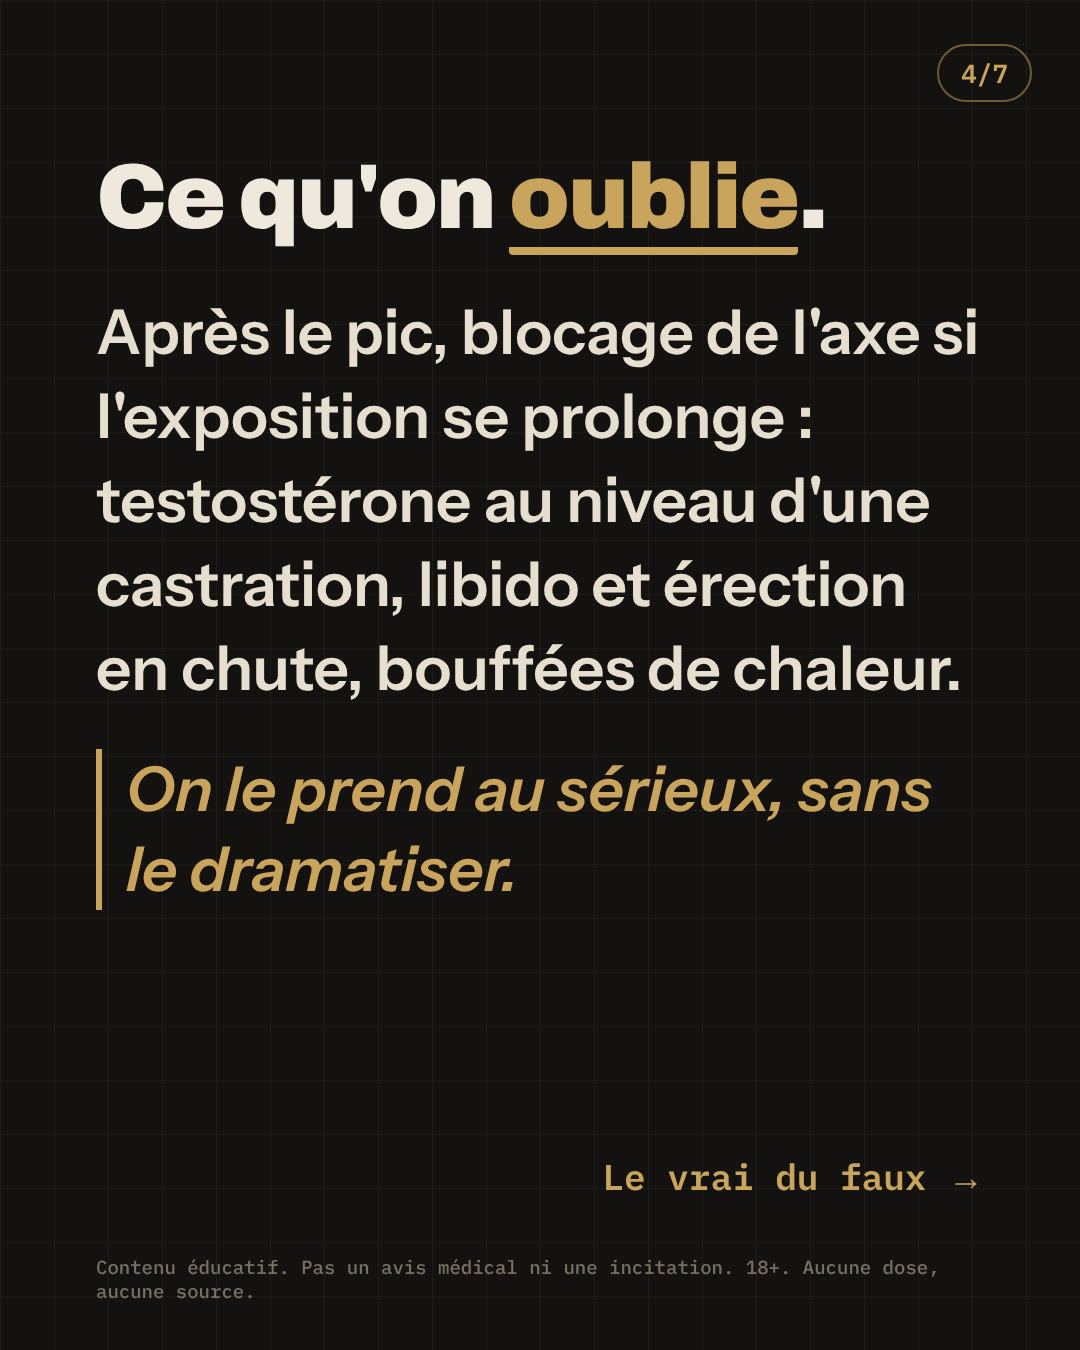 4/7
Ce qu'on oublie.
Après le pic, blocage de l'axe si
l'exposition se prolonge :
testostérone au niveau d'une
castration, libido et érection
en chute, bouffées de chaleur.
On le prend au sérieux, sans
le dramatiser.
Le vrai du faux →
Contenu éducatif. Pas un avis médical ni une incitation. 18+. Aucune dose,
aucune source.